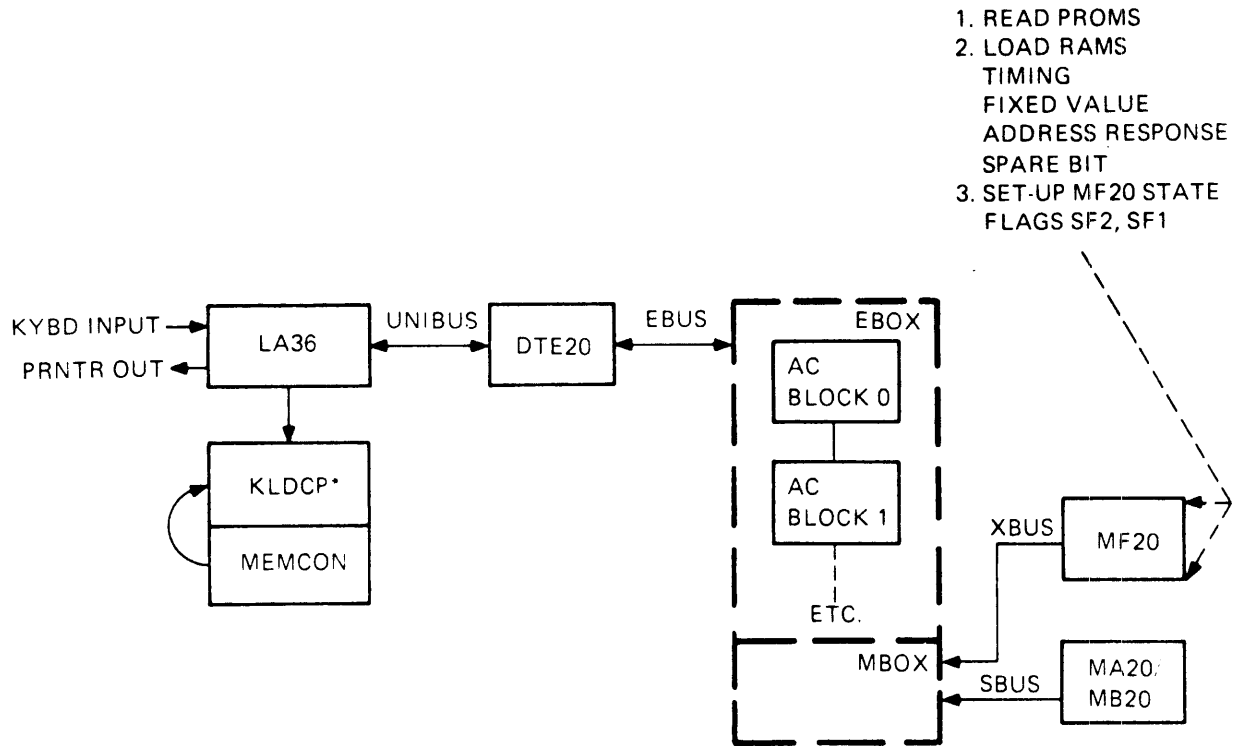 1. READ PROMS
2. LOAD RAMS
TIMING
FIXED VALUE
ADDRESS RESPONSE
SPARE BIT
3. SET-UP MF20 STATE
FLAGS SF2, SF1
KYBD INPUT
PRNTR OUT
LA36
UNIBUS
DTE20
EBUS
EBOX
AC
BLOCK 0
AC
BLOCK 1
ETC.
KLDCP*
MEMCON
MBOX
XBUS
MF20
SBUS
MA20/
MB20